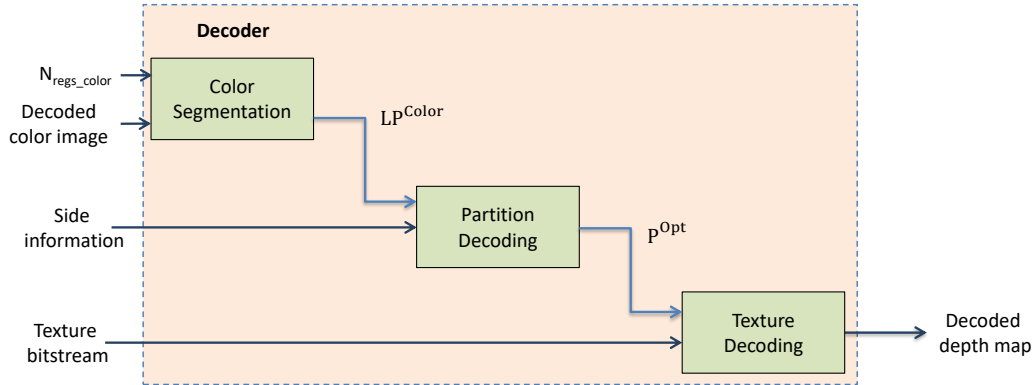 Decoder
N_regs_color
Color
Segmentation
Decoded
color image
LP^Color
Side
information
Partition
Decoding
P^Opt
Texture
bitstream
Texture
Decoding
Decoded
depth map